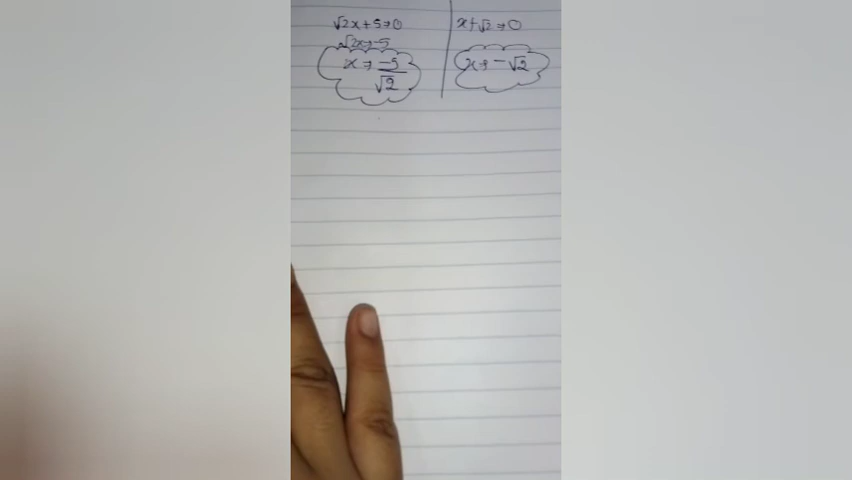 √2x+5=0
√2x=-5
x = -5/√2
x+√2=0
x= -√2